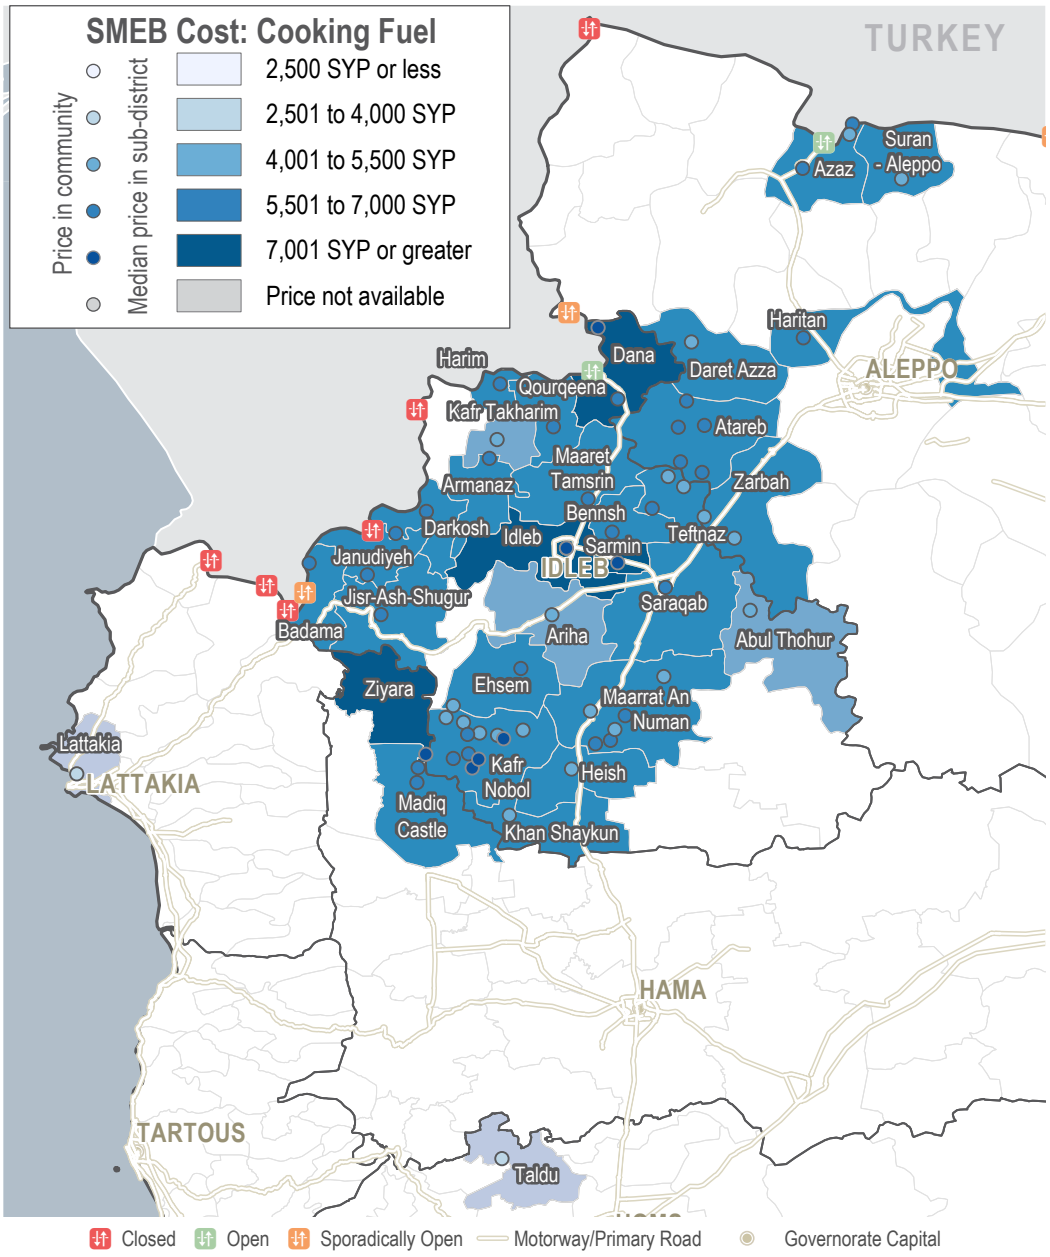 SMEB Cost: Cooking Fuel
Price in community
Median price in sub-district
2,500 SYP or less
2,501 to 4,000 SYP
4,001 to 5,500 SYP
5,501 to 7,000 SYP
7,001 SYP or greater
Price not available
TURKEY
Suran
- Aleppo
Azaz
Haritan
Dana
Harim
Daret Azza
ALEPPO
Qourqeena
Kafr Takharim
Atareb
Maaret
Tamsrin
Armanaz
Zarbah
Bennsh
Darkosh
Idleb
Teftnaz
Sarmin
Janudiyeh
IDLEB
Jisr-Ash-Shugur
Saraqab
Badama
Ariha
Abul Thohur
Ziyara
Ehsem
Maarrat An
Numan
Lattakia
LATTAKIA
Kafr
Nobol
Heish
Madiq
Castle
Khan Shaykun
HAMA
TARTOUS
Taldu
HOMS
Closed
Open
Sporadically Open
Motorway/Primary Road
Governorate Capital